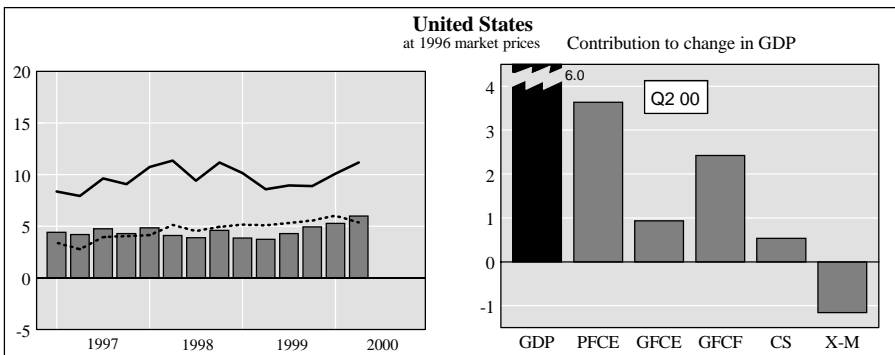 United States
at 1996 market prices
Contribution to change in GDP
20
15
10
5
0
-5
1997 1998 1999 2000
6.0
Q2 00
4
3
2
1
0
-1
GDP PFCE GFCE GFCF CS X-M